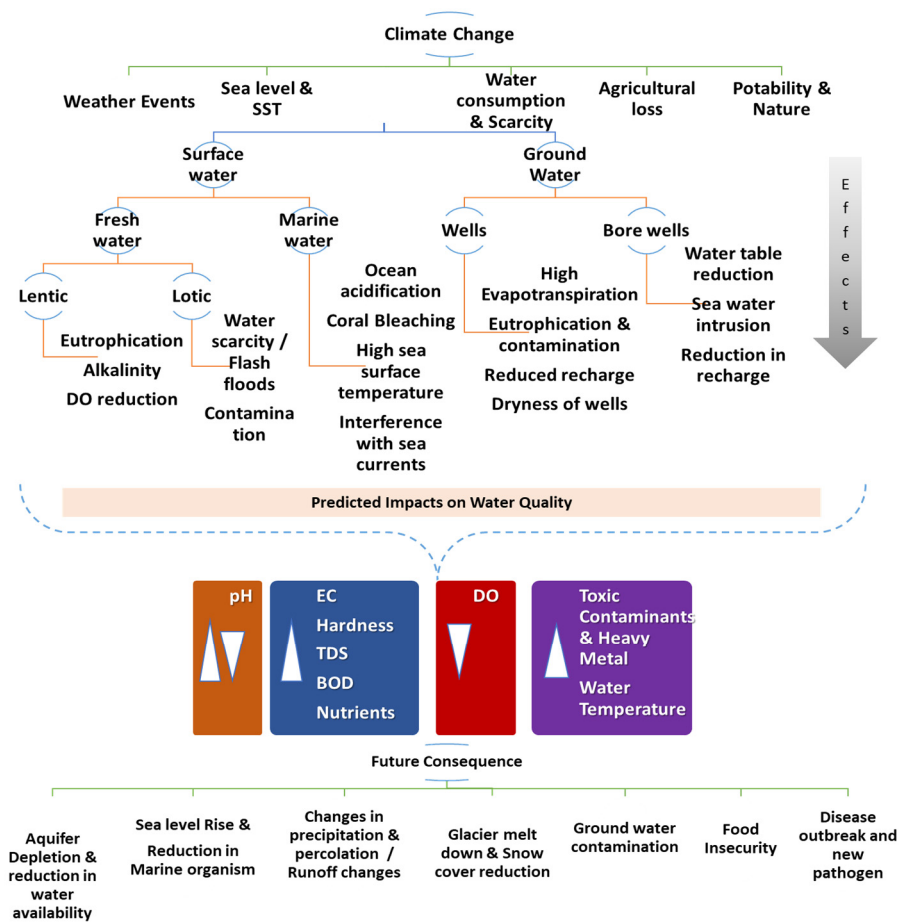 Climate Change
Weather Events
Sea level &
SST
Water
consumption
& Scarcity
Agricultural
loss
Potability &
Nature
Surface
water
Ground
Water
Fresh
water
Marine
water
Wells
Bore wells
Lentic
Lotic
Eutrophication
Alkalinity
DO reduction
Water
scarcity /
Flash
floods
Contamina
tion
Ocean
acidification
Coral Bleaching
High sea
surface
temperature
Interference
with sea
currents
High
Evapotranspiration
Eutrophication &
contamination
Reduced recharge
Dryness of wells
Water table
reduction
Sea water
intrusion
Reduction in
recharge
E
f
f
e
c
t
s
Predicted Impacts on Water Quality
pH
EC
Hardness
TDS
BOD
Nutrients
DO
Toxic
Contaminants
& Heavy
Metal
Water
Temperature
Future Consequence
Aquifer
Depletion &
reduction in
water
availability
Sea level Rise &
Reduction in
Marine organism
Changes in
precipitation &
percolation /
Runoff changes
Glacier melt
down & Snow
cover reduction
Ground water
contamination
Food
Insecurity
Disease
outbreak and
new
pathogen